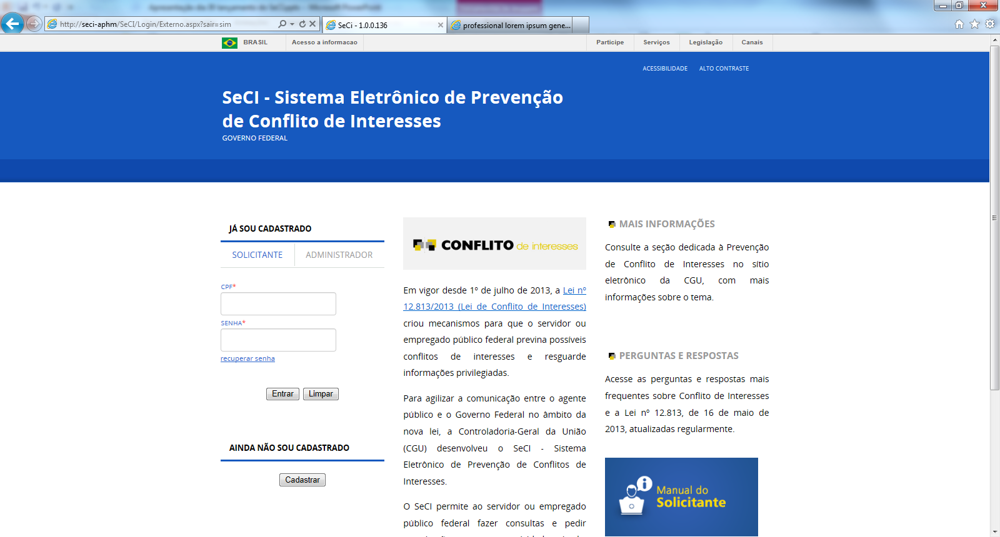 Apresentação dia 30 lançamento do SeCI.pptx - Microsoft PowerPoint
http://seci-aphm/SeCI/Login/Externo.aspx?sair=sim
SeCi - 1.0.0.136
professional lorem ipsum gene...
BRASIL
Acesso a informacao
Participe
Serviços
Legislação
Canais
ACESSIBILIDADE
ALTO CONTRASTE
SeCI - Sistema Eletrônico de Prevenção
de Conflito de Interesses
GOVERNO FEDERAL
JÁ SOU CADASTRADO
SOLICITANTE
ADMINISTRADOR
CPF*
SENHA*
recuperar senha
Entrar
Limpar
AINDA NÃO SOU CADASTRADO
Cadastrar
CONFLITO de interesses
Em vigor desde 1º de julho de 2013, a Lei nº
12.813/2013 (Lei de Conflito de Interesses)
criou mecanismos para que o servidor ou
empregado público federal previna possíveis
conflitos de interesses e resguarde
informações privilegiadas.
Para agilizar a comunicação entre o agente
público e o Governo Federal no âmbito da
nova lei, a Controladoria-Geral da União
(CGU) desenvolveu o SeCI - Sistema
Eletrônico de Prevenção de Conflitos de
Interesses.
O SeCI permite ao servidor ou empregado
público federal fazer consultas e pedir
MAIS INFORMAÇÕES
Consulte a seção dedicada à Prevenção
de Conflito de Interesses no sítio
eletrônico da CGU, com mais
informações sobre o tema.
PERGUNTAS E RESPOSTAS
Acesse as perguntas e respostas mais
frequentes sobre Conflito de Interesses
e a Lei nº 12.813, de 16 de maio de
2013, atualizadas regularmente.
Manual do
Solicitante